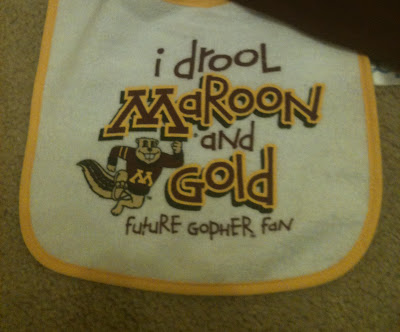 i drool
MaRooN
aNd
Gold
M
futuRE GopHER faN